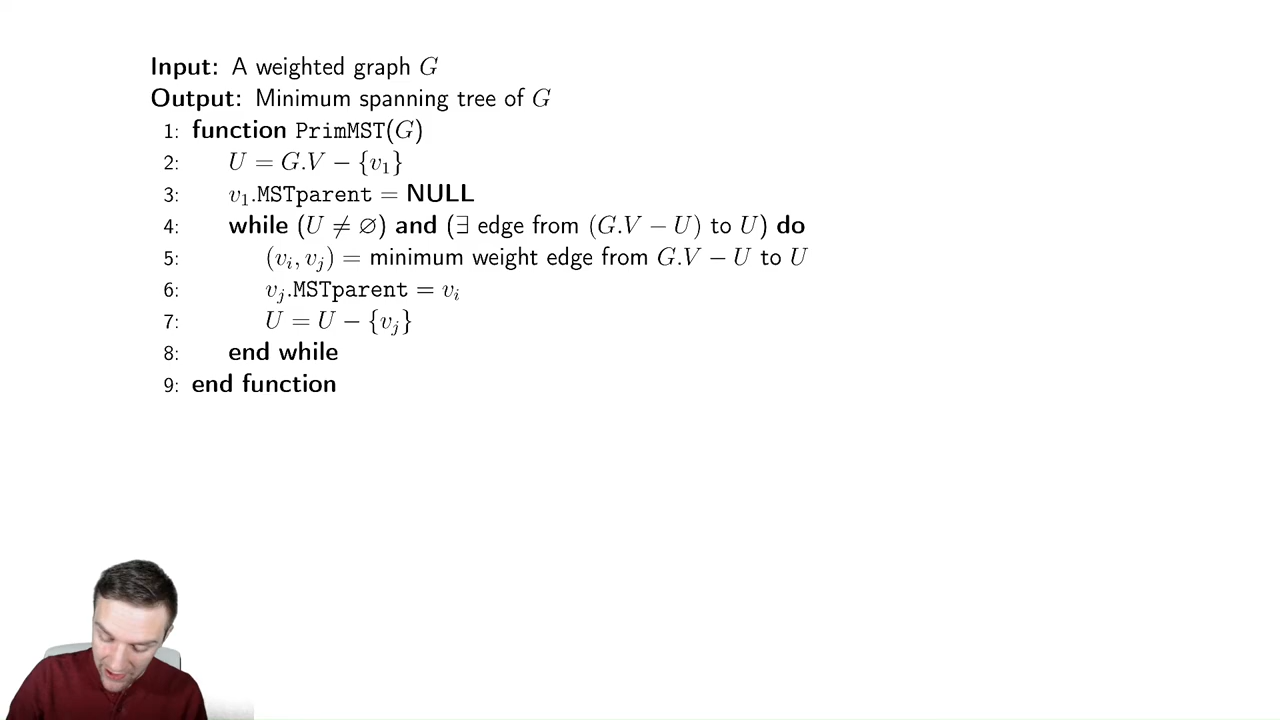 Input: A weighted graph G
Output: Minimum spanning tree of G
1: function PrimMST(G)
2: U = G.V − {v₁}
3: v₁.MSTparent = NULL
4: while (U ≠ ∅) and (∃ edge from (G.V − U) to U) do
5: (vᵢ, vⱼ) = minimum weight edge from G.V − U to U
6: vⱼ.MSTparent = vᵢ
7: U = U − {vⱼ}
8: end while
9: end function